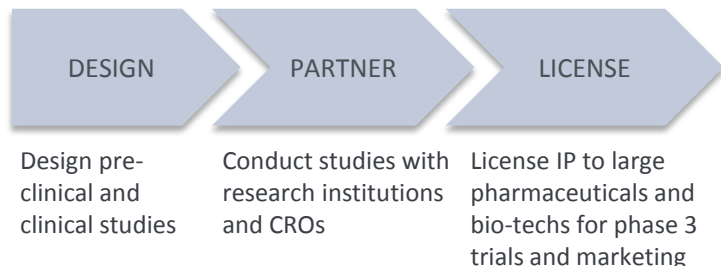 DESIGN
PARTNER
LICENSE
Design pre-
clinical and
clinical studies
Conduct studies with
research institutions
and CROs
License IP to large
pharmaceuticals and
bio-techs for phase 3
trials and marketing